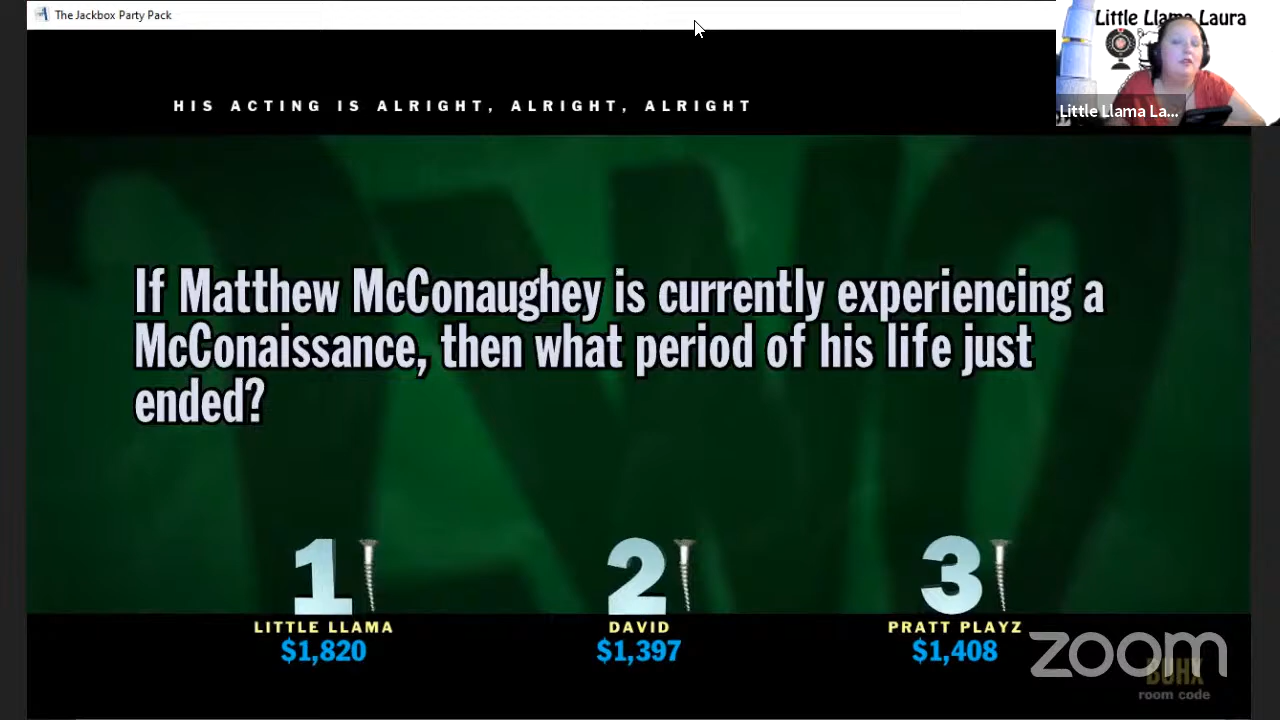 The Jackbox Party Pack
Little Llama Laura
Little Llama La...
HIS ACTING IS ALRIGHT, ALRIGHT, ALRIGHT
If Matthew McConaughey is currently experiencing a
McConaissance, then what period of his life just
ended?
1 2 3
LITTLE LLAMA DAVID PRATT PLAYZ
$1,820 $1,397 $1,408
zoom
BUHX
room code